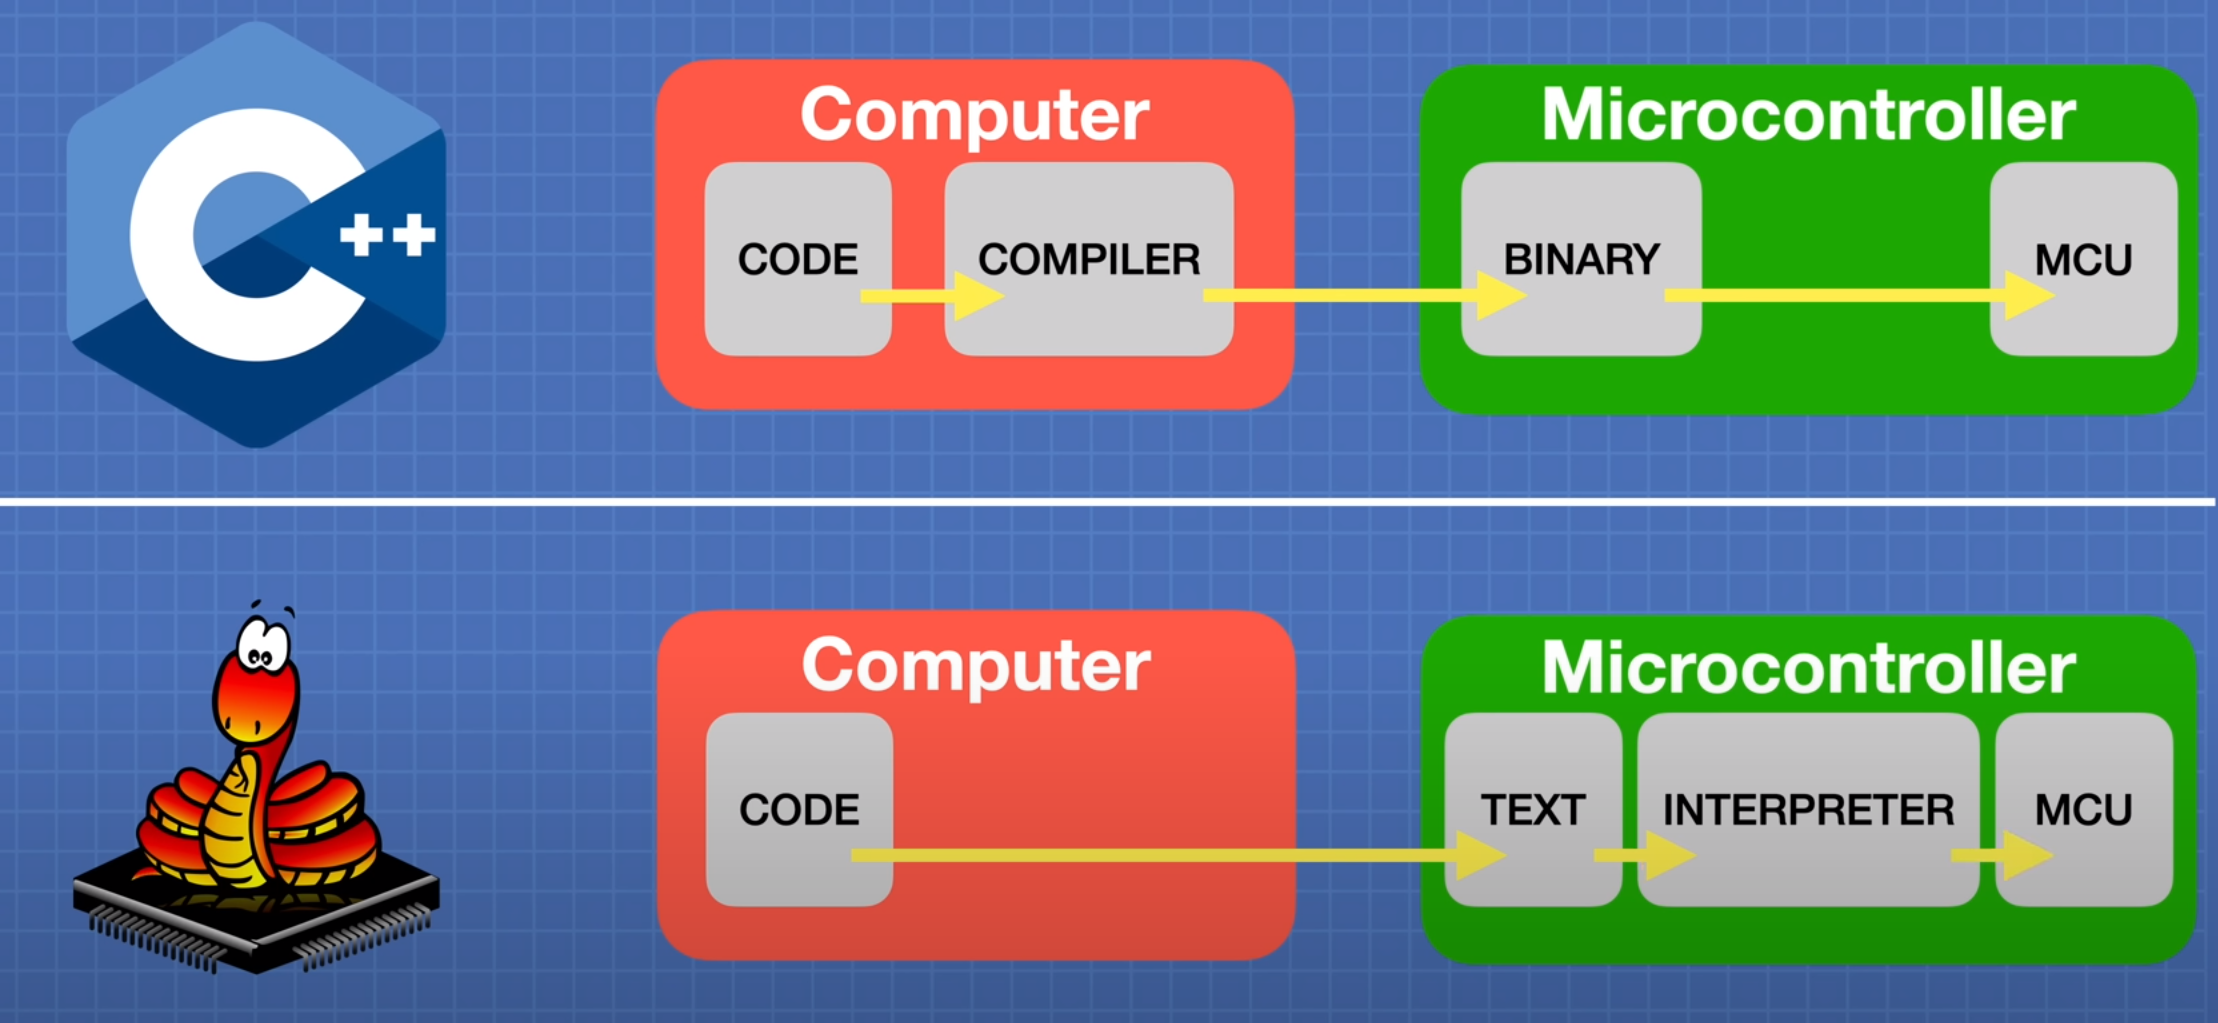 C++
Computer
Microcontroller
CODE
COMPILER
BINARY
MCU
Computer
Microcontroller
CODE
TEXT
INTERPRETER
MCU